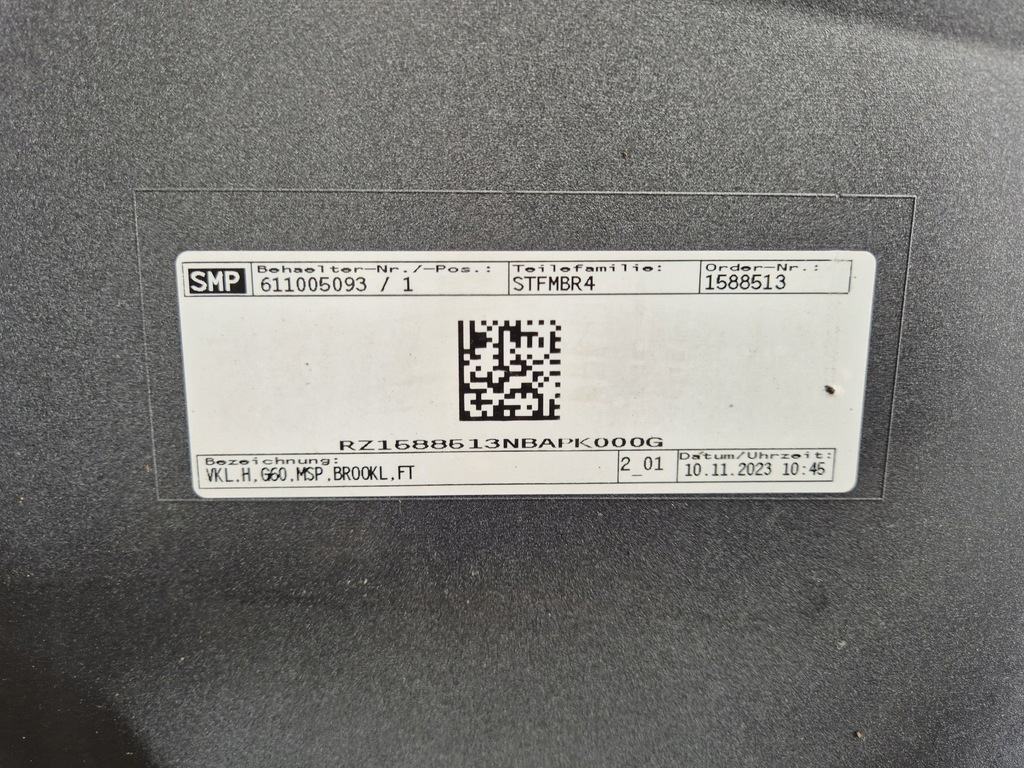 SMP Behaelter-Nr./-Pos.: Teilefamilie: Order-Nr.:
611005093 / 1 STFMBR4 1588513
RZ1588513NBAPK000G
Bezeichnung: 2_01 Datum/Uhrzeit:
VKL.H,G60.MSP.BROOKL,FT 10.11.2023 10:45